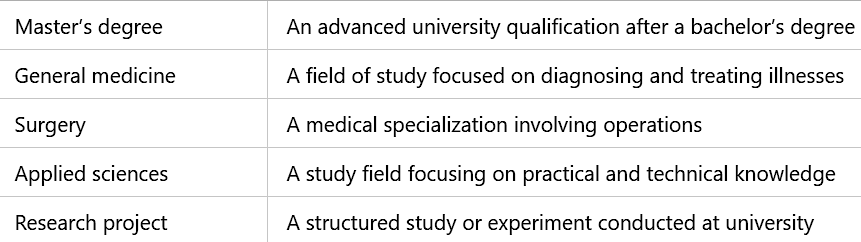 Master’s degree An advanced university qualification after a bachelor’s degree
General medicine A field of study focused on diagnosing and treating illnesses
Surgery A medical specialization involving operations
Applied sciences A study field focusing on practical and technical knowledge
Research project A structured study or experiment conducted at university